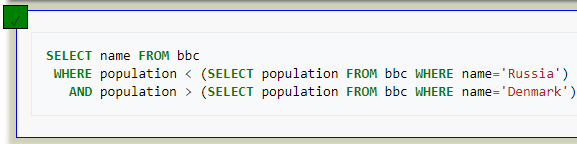 SELECT name FROM bbc
WHERE population < (SELECT population FROM bbc WHERE name='Russia')
AND population > (SELECT population FROM bbc WHERE name='Denmark')